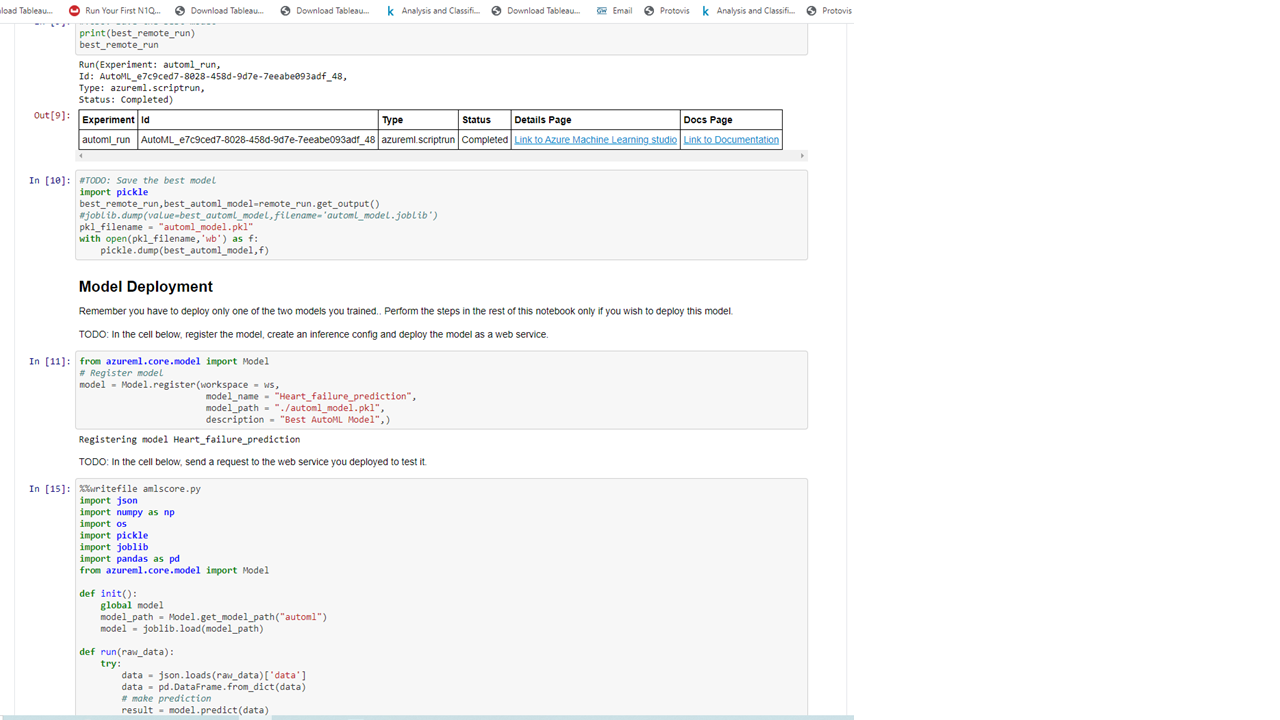 load Tableau... Run Your First N1Q... Download Tableau... Download Tableau... Analysis and Classifi... Download Tableau... Email Protovis Analysis and Classifi... Protovis
print(best_remote_run)
best_remote_run
Run(Experiment: automl_run,
Id: AutoML_e7c9ced7-8028-458d-9d7e-7eeabe093adf_48,
Type: azureml.scriptrun,
Status: Completed)
Out[9]:
Experiment Id Type Status Details Page Docs Page
automl_run AutoML_e7c9ced7-8028-458d-9d7e-7eeabe093adf_48 azureml.scriptrun Completed Link to Azure Machine Learning studio Link to Documentation
In [10]: #TODO: Save the best model
import pickle
best_remote_run,best_automl_model=remote_run.get_output()
#joblib.dump(value=best_automl_model,filename='automl_model.joblib')
pkl_filename = "automl_model.pkl"
with open(pkl_filename,'wb') as f:
    pickle.dump(best_automl_model,f)
Model Deployment
Remember you have to deploy only one of the two models you trained.. Perform the steps in the rest of this notebook only if you wish to deploy this model.
TODO: In the cell below, register the model, create an inference config and deploy the model as a web service.
In [11]: from azureml.core.model import Model
# Register model
model = Model.register(workspace = ws,
                        model_name = "Heart_failure_prediction",
                        model_path = "./automl_model.pkl",
                        description = "Best AutoML Model",)
Registering model Heart_failure_prediction
TODO: In the cell below, send a request to the web service you deployed to test it.
In [15]: %%writefile amlscore.py
import json
import numpy as np
import os
import pickle
import joblib
import pandas as pd
from azureml.core.model import Model
def init():
    global model
    model_path = Model.get_model_path("automl")
    model = joblib.load(model_path)
def run(raw_data):
    try:
        data = json.loads(raw_data)['data']
        data = pd.DataFrame.from_dict(data)
        # make prediction
        result = model.predict(data)